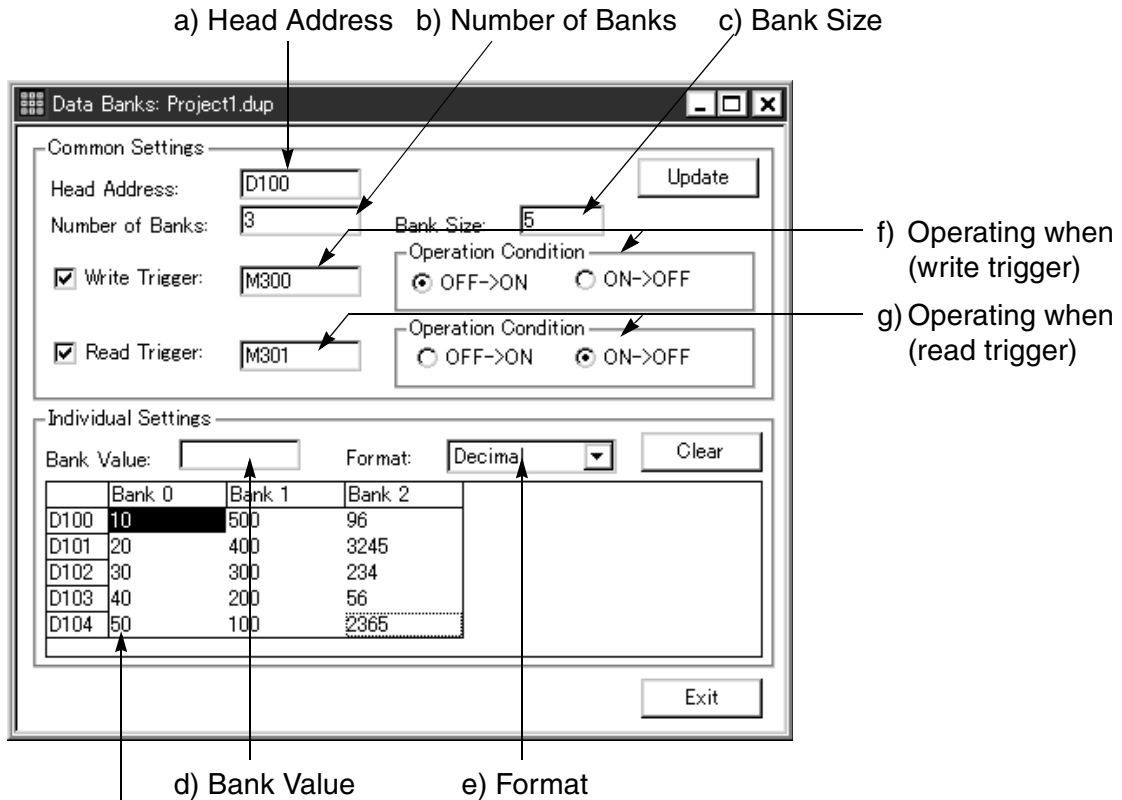 a) Head Address b) Number of Banks c) Bank Size
Data Banks: Project1.dup
Common Settings
Head Address: D100 Update
Number of Banks: 3 Bank Size: 5
Operation Condition
Write Trigger: M300 OFF->ON ON->OFF
Operation Condition
Read Trigger: M301 OFF->ON ON->OFF
f) Operating when
(write trigger)
g) Operating when
(read trigger)
Individual Settings
Bank Value: Format: Decimal Clear
Bank 0 Bank 1 Bank 2
D100 10 500 96
D101 20 400 3245
D102 30 300 234
D103 40 200 56
D104 50 100 2365
Exit
d) Bank Value e) Format